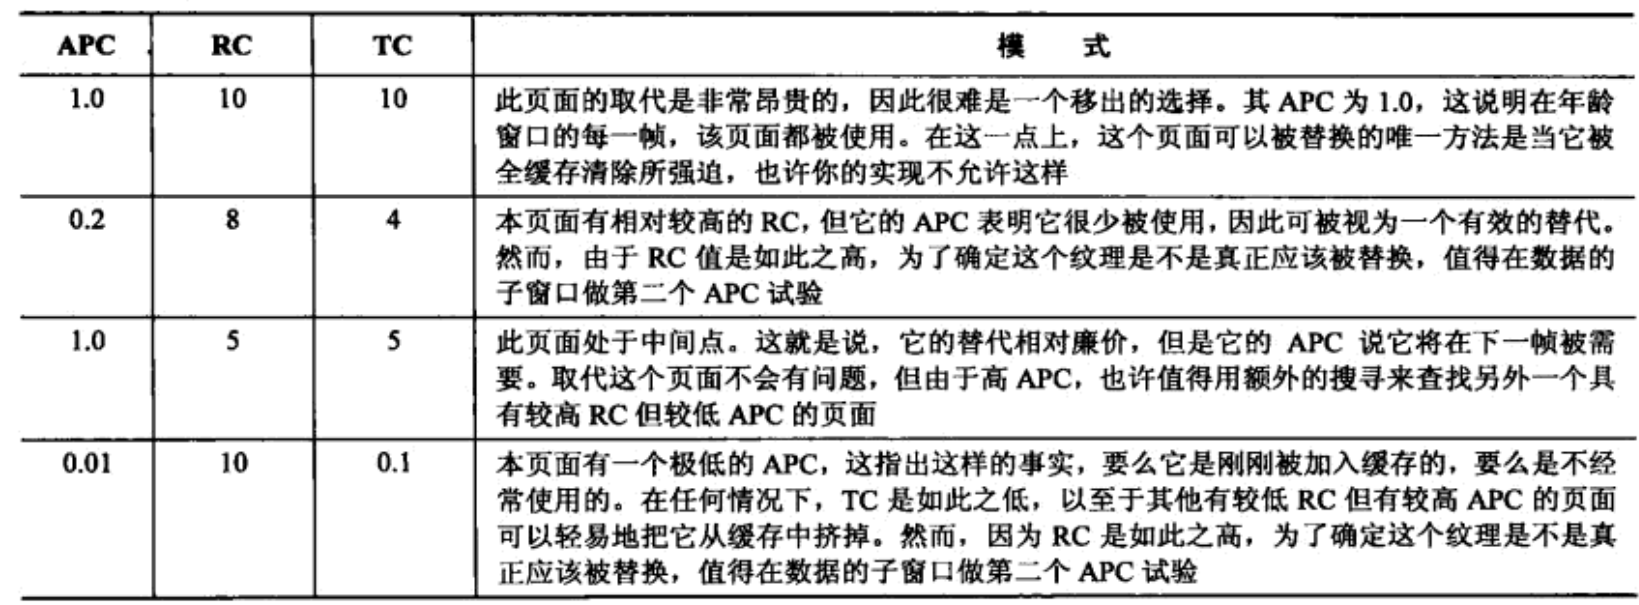 APC RC TC 模 式
1.0 10 10 此页面的取代是非常昂贵的，因此很难是一个移出的选择。其 APC 为 1.0，这说明在年龄
窗口的每一帧，该页面都被使用。在这一点上，这个页面可以被替换的唯一方法是当它被
全缓存清除所强迫，也许你的实现不允许这样
0.2 8 4 本页面有相对较高的 RC，但它的 APC 表明它很少被使用，因此可被视为一个有效的替代。
然而，由于 RC 值是如此之高，为了确定这个纹理是不是真正应该被替换，值得在数据的
子窗口做第二个 APC 试验
1.0 5 5 此页面处于中间点。这就是说，它的替代相对廉价，但是它的 APC 说它将在下一帧被需
要。取代这个页面不会有问题，但由于高 APC，也许值得用额外的搜寻来查找另外一个具
有较高 RC 但较低 APC 的页面
0.01 10 0.1 本页面有一个极低的 APC，这指出这样的事实，要么它是刚刚被加入缓存的，要么是不经
常使用的。在任何情况下，TC 是如此之低，以至于其他有较低 RC 但有较高 APC 的页面
可以轻易地把它从缓存中挤掉。然而，因为 RC 是如此之高，为了确定这个纹理是不是真
正应该被替换，值得在数据的子窗口做第二个 APC 试验